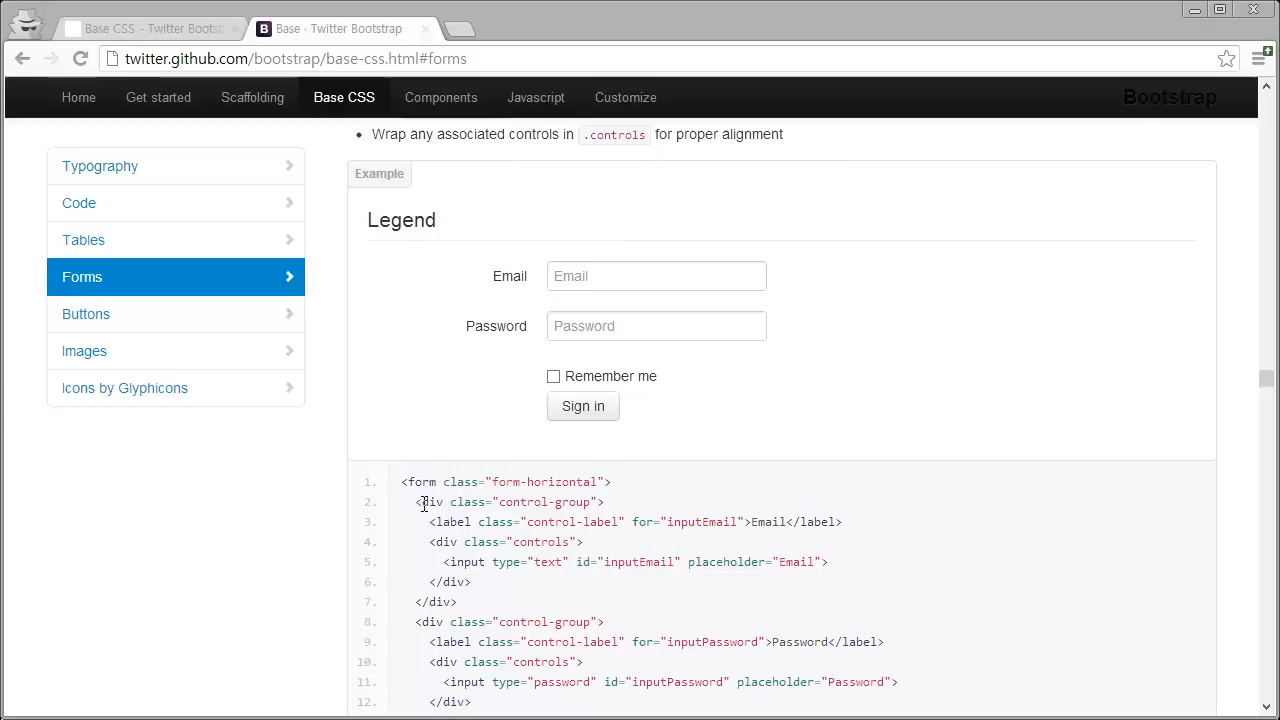 Base CSS - Twitter Bootst
Base · Twitter Bootstrap
twitter.github.com/bootstrap/base-css.html#forms
Home Get started Scaffolding Base CSS Components Javascript Customize Bootstrap
Wrap any associated controls in .controls for proper alignment
Typography
Code
Tables
Forms
Buttons
Images
Icons by Glyphicons
Example
Legend
Email Email
Password Password
Remember me
Sign in
1. <form class="form-horizontal">
2. <div class="control-group">
3. <label class="control-label" for="inputEmail">Email</label>
4. <div class="controls">
5. <input type="text" id="inputEmail" placeholder="Email">
6. </div>
7. </div>
8. <div class="control-group">
9. <label class="control-label" for="inputPassword">Password</label>
10. <div class="controls">
11. <input type="password" id="inputPassword" placeholder="Password">
12. </div>